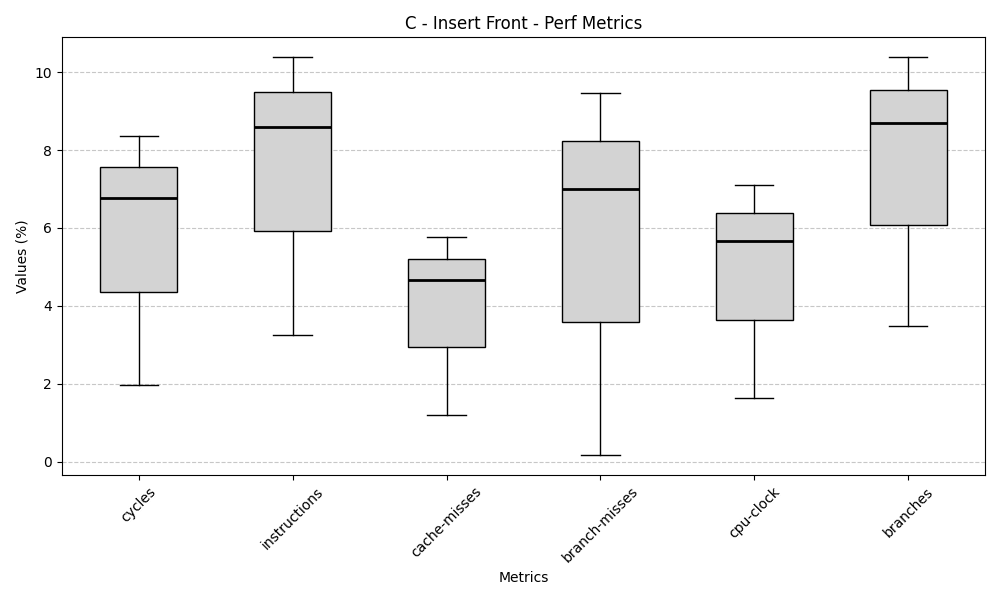 C - Insert Front - Perf Metrics
Values (%)
10
8
6
4
2
0
cycles
instructions
cache-misses
branch-misses
cpu-clock
branches
Metrics